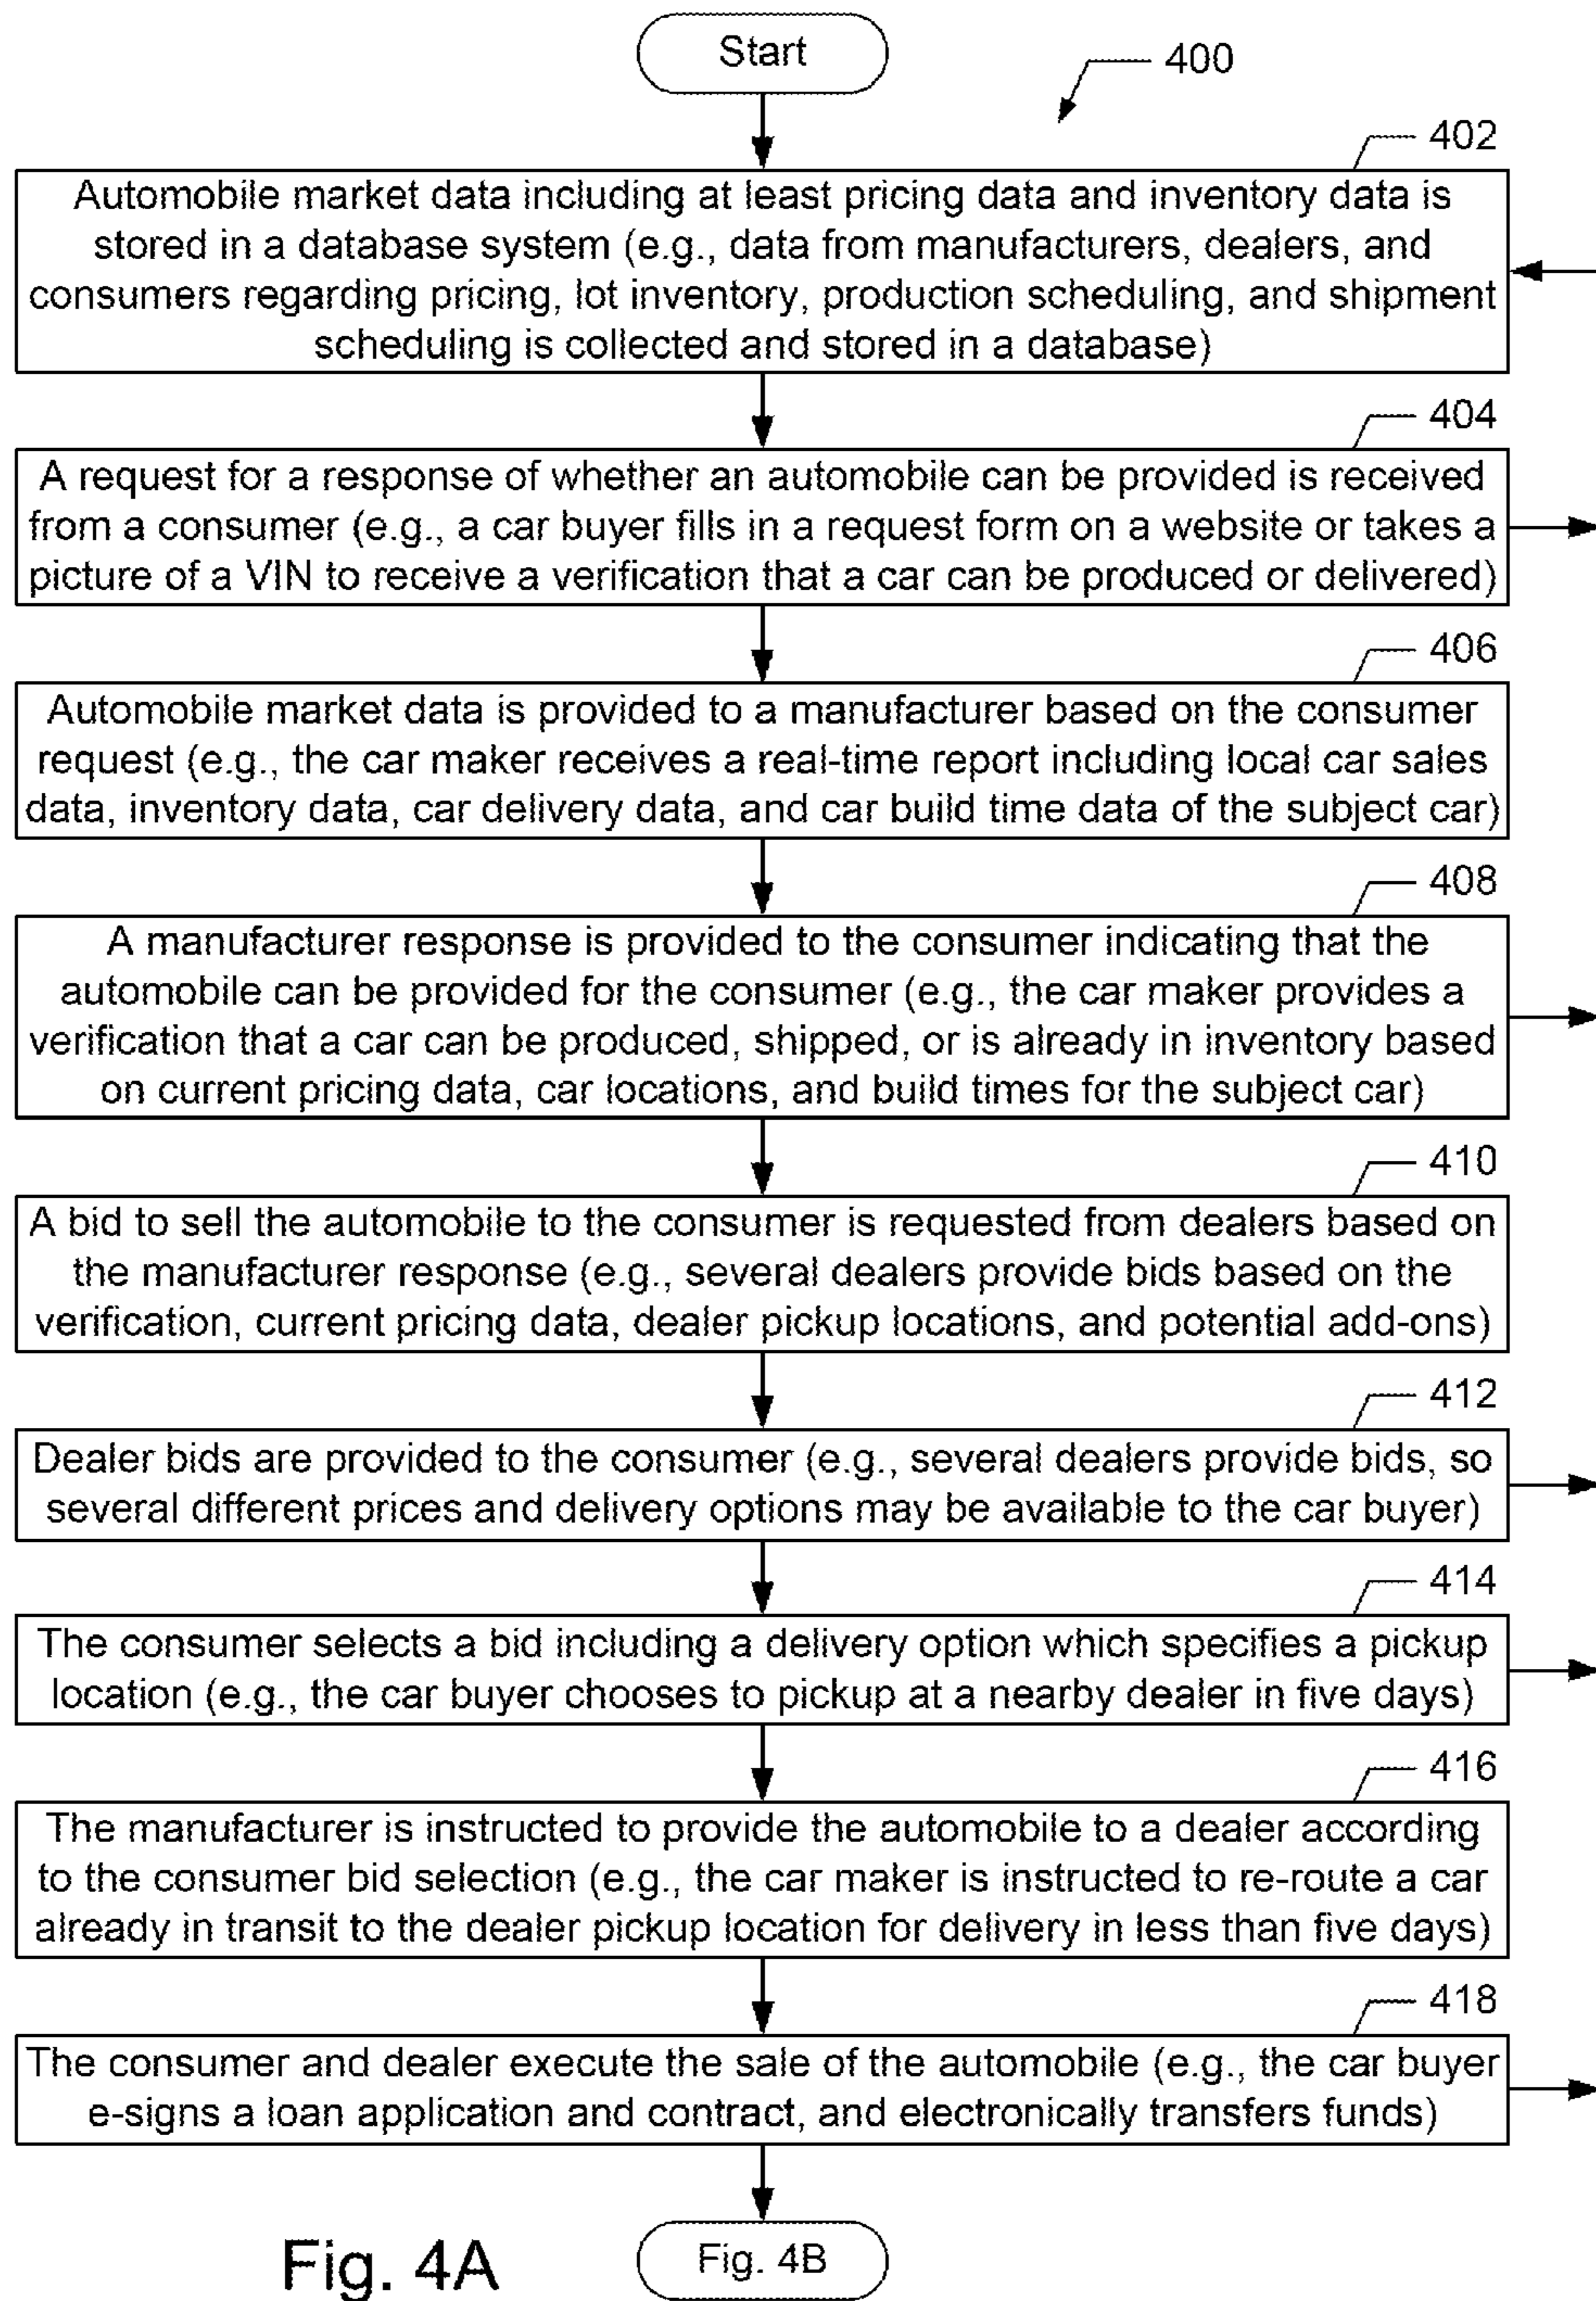 Start
400
402
Automobile market data including at least pricing data and inventory data is
stored in a database system (e.g., data from manufacturers, dealers, and
consumers regarding pricing, lot inventory, production scheduling, and shipment
scheduling is collected and stored in a database)
404
A request for a response of whether an automobile can be provided is received
from a consumer (e.g., a car buyer fills in a request form on a website or takes a
picture of a VIN to receive a verification that a car can be produced or delivered)
406
Automobile market data is provided to a manufacturer based on the consumer
request (e.g., the car maker receives a real-time report including local car sales
data, inventory data, car delivery data, and car build time data of the subject car)
408
A manufacturer response is provided to the consumer indicating that the
automobile can be provided for the consumer (e.g., the car maker provides a
verification that a car can be produced, shipped, or is already in inventory based
on current pricing data, car locations, and build times for the subject car)
410
A bid to sell the automobile to the consumer is requested from dealers based on
the manufacturer response (e.g., several dealers provide bids based on the
verification, current pricing data, dealer pickup locations, and potential add-ons)
412
Dealer bids are provided to the consumer (e.g., several dealers provide bids, so
several different prices and delivery options may be available to the car buyer)
414
The consumer selects a bid including a delivery option which specifies a pickup
location (e.g., the car buyer chooses to pickup at a nearby dealer in five days)
416
The manufacturer is instructed to provide the automobile to a dealer according
to the consumer bid selection (e.g., the car maker is instructed to re-route a car
already in transit to the dealer pickup location for delivery in less than five days)
418
The consumer and dealer execute the sale of the automobile (e.g., the car buyer
e-signs a loan application and contract, and electronically transfers funds)
Fig. 4A
Fig. 4B